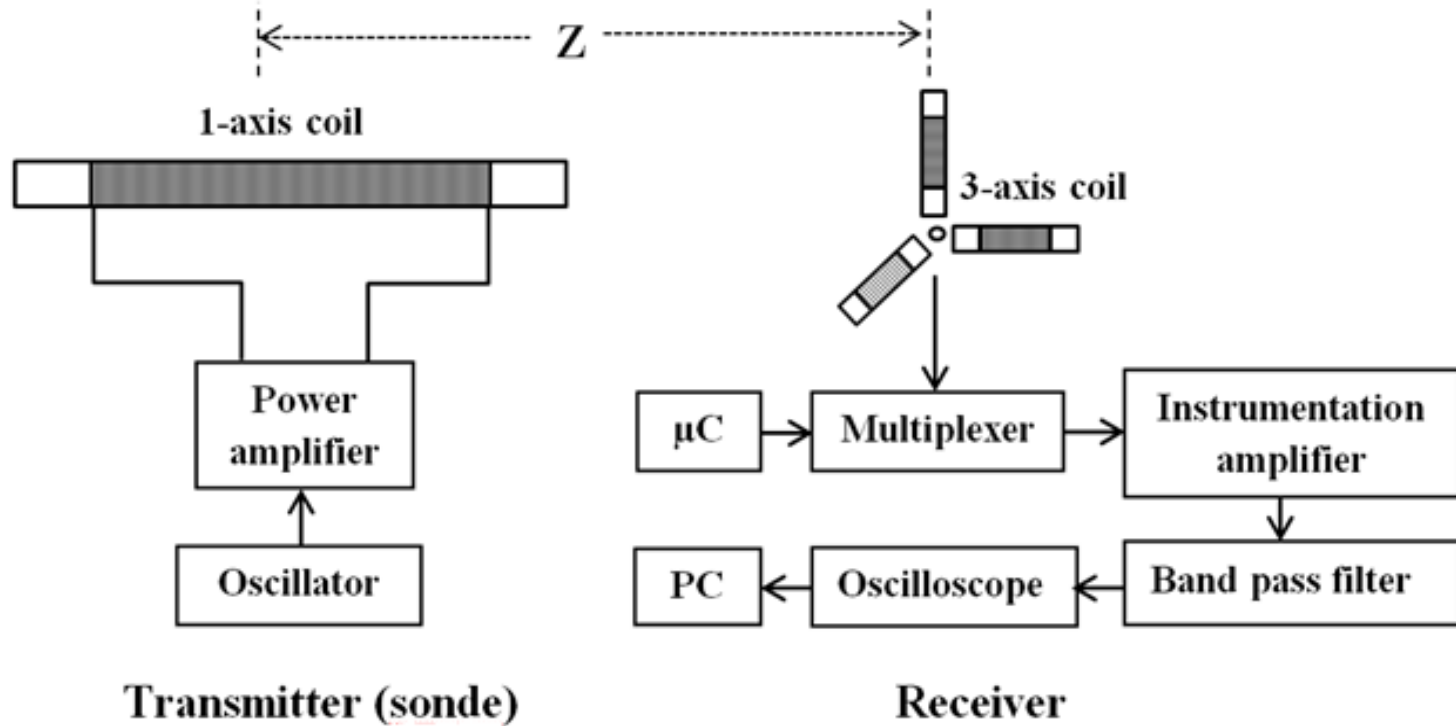 Z
1-axis coil
3-axis coil
Power
amplifier
Oscillator
μC
Multiplexer
Instrumentation
amplifier
PC
Oscilloscope
Band pass filter
Transmitter (sonde)
Receiver